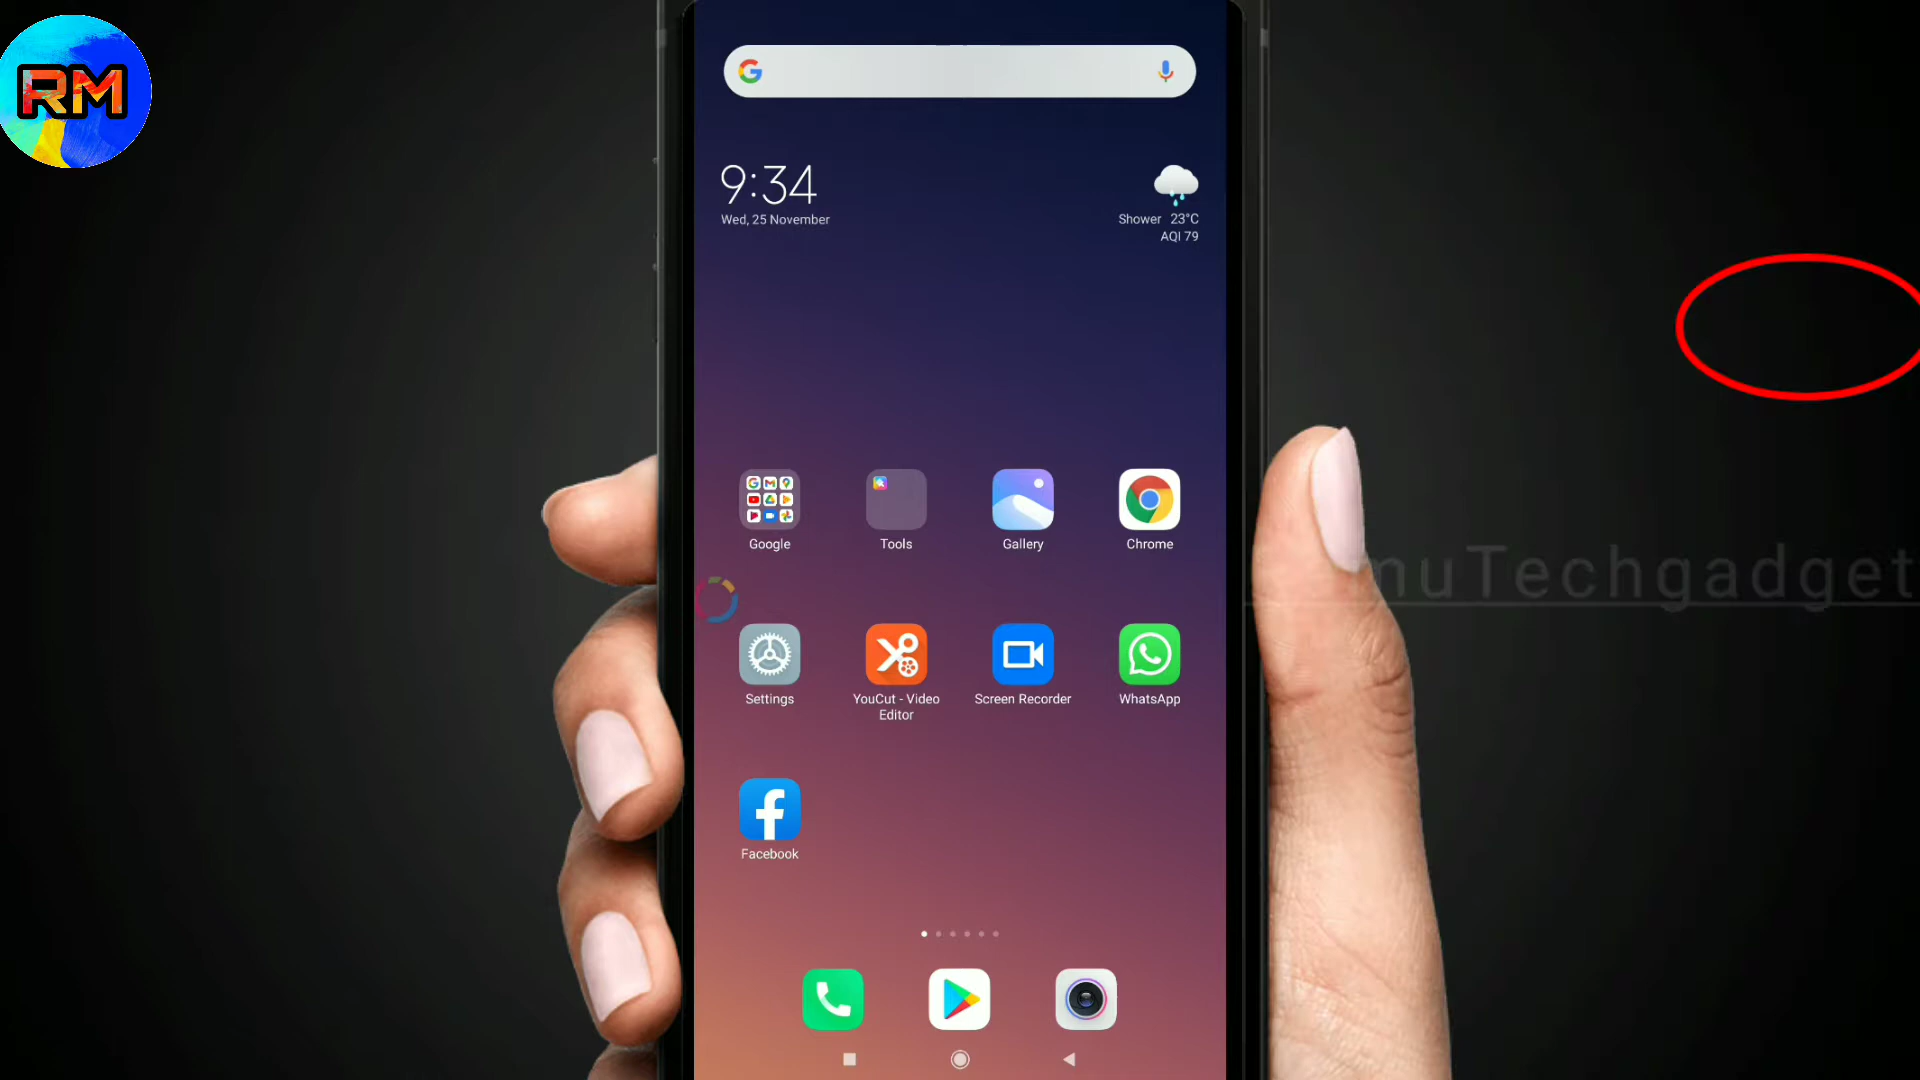 RM
9:34
Wed, 25 November
Shower 23°C
AQI 79
Google
Tools
Gallery
Chrome
muTechgadget
Settings
YouCut - Video
Editor
Screen Recorder
WhatsApp
Facebook